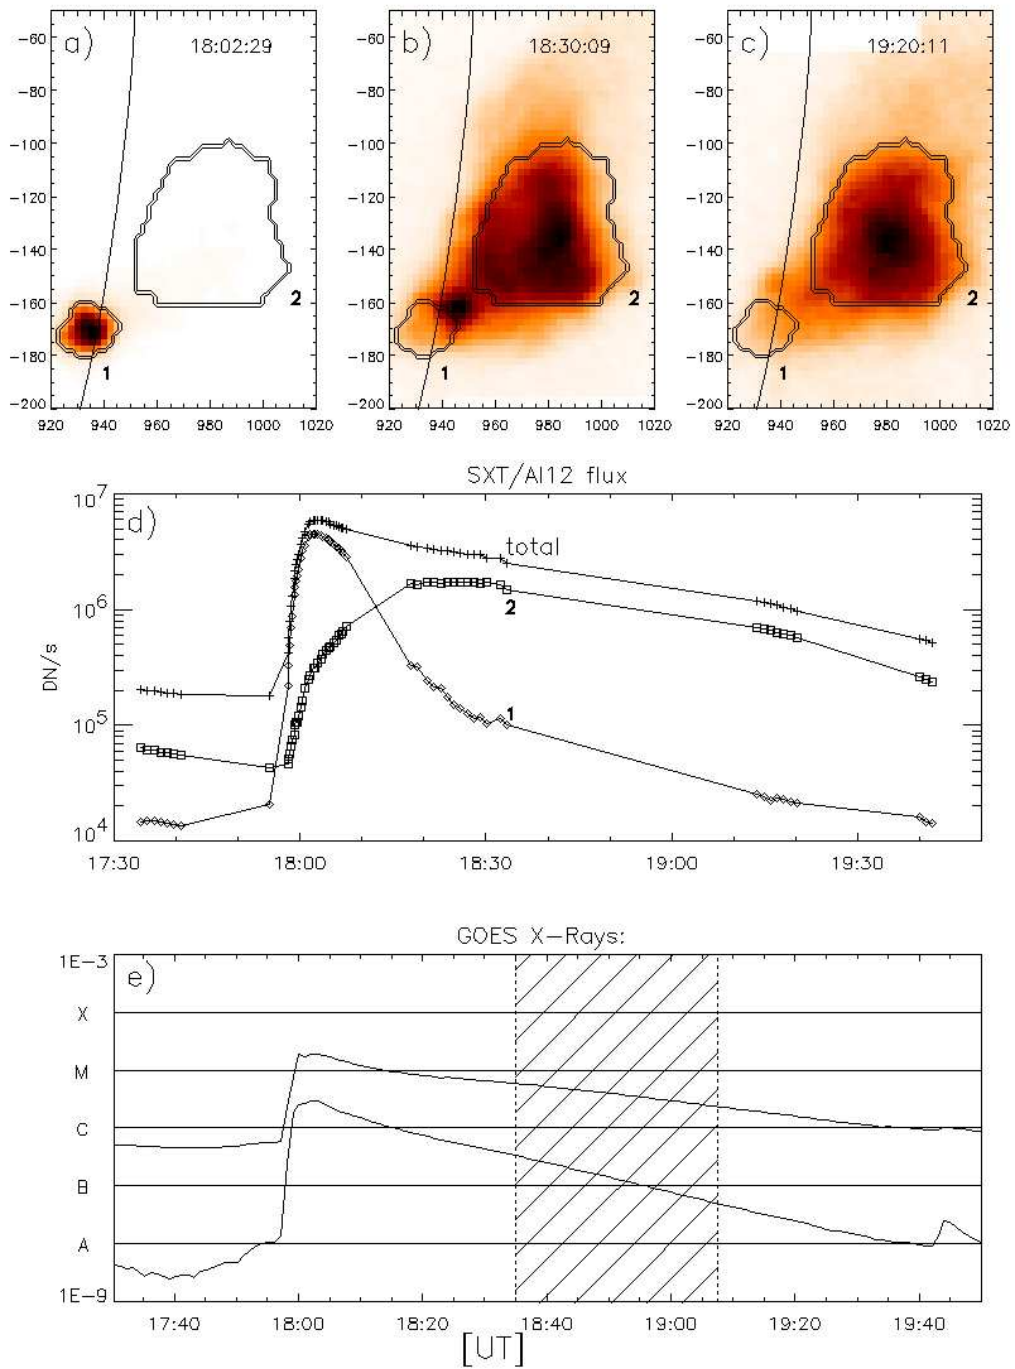 a) 18:02:29
b) 18:30:09
c) 19:20:11
-60 -60 -60
-80 -80 -80
-100 -100 -100
-120 -120 -120
-140 -140 -140
-160 -160 -160
-180 -180 -180
-200 -200 -200
1 2 1 2 1 2
920 940 960 980 1000 1020 920 940 960 980 1000 1020 920 940 960 980 1000 1020
SXT/Al12 flux
d)
10^7
10^6
10^5
10^4
DN/s
total
2
1
17:30 18:00 18:30 19:00 19:30
GOES X-Rays:
e)
1E-3
X
M
C
B
A
1E-9
17:40 18:00 18:20 18:40 19:00 19:20 19:40
[UT]